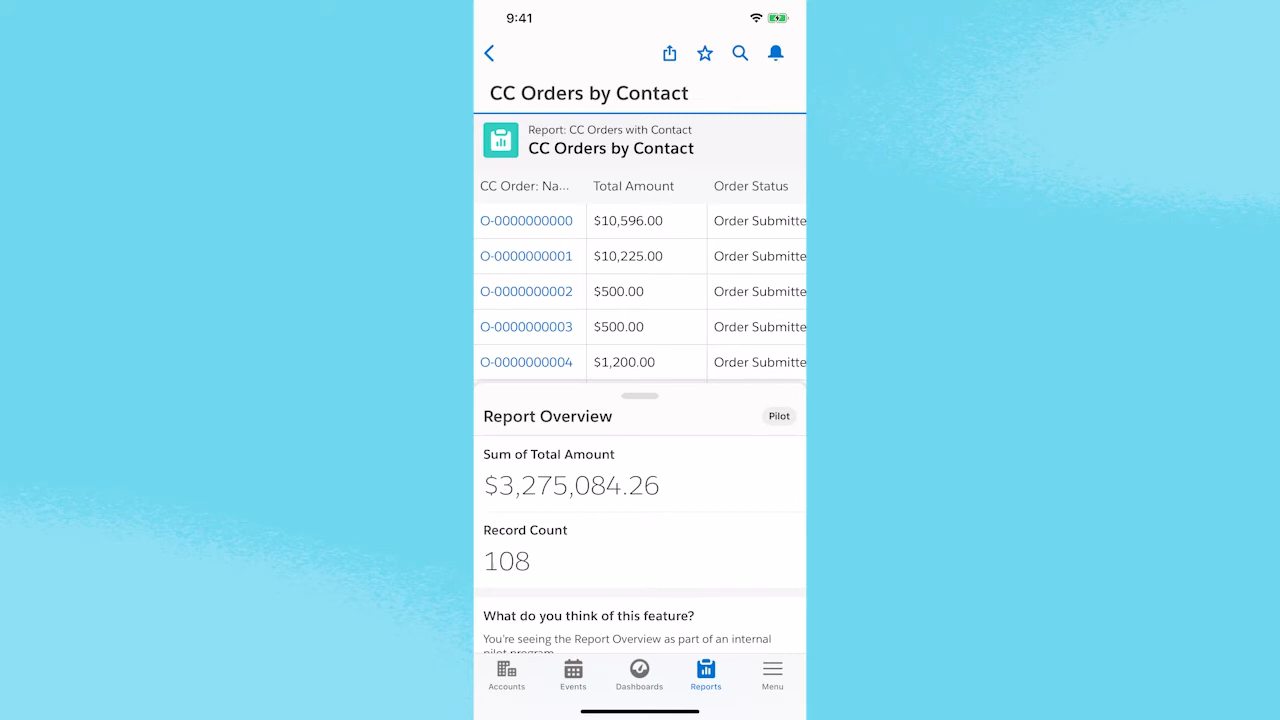 9:41
CC Orders by Contact
Report: CC Orders with Contact
CC Orders by Contact
CC Order: Na... Total Amount Order Status
O-0000000000 $10,596.00 Order Submitte
O-0000000001 $10,225.00 Order Submitte
O-0000000002 $500.00 Order Submitte
O-0000000003 $500.00 Order Submitte
O-0000000004 $1,200.00 Order Submitte
Report Overview Pilot
Sum of Total Amount
$3,275,084.26
Record Count
108
What do you think of this feature?
You're seeing the Report Overview as part of an internal
pilot program
Accounts Events Dashboards Reports Menu